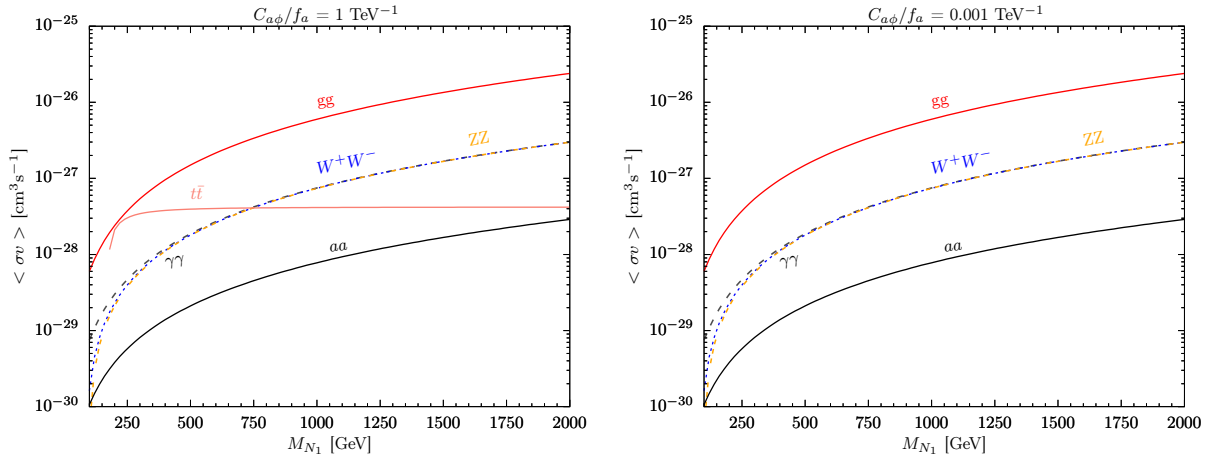 C_{aϕ}/f_a = 1 TeV^{−1}
10^{−25}
10^{−26}
10^{−27}
10^{−28}
10^{−29}
10^{−30}
< σv > [cm^3s^{−1}]
gg
ZZ
W^+W^−
tt̄
aa
γγ
250 500 750 1000 1250 1500 1750 2000
M_{N_1} [GeV]
C_{aϕ}/f_a = 0.001 TeV^{−1}
10^{−25}
10^{−26}
10^{−27}
10^{−28}
10^{−29}
10^{−30}
< σv > [cm^3s^{−1}]
gg
ZZ
W^+W^−
aa
γγ
250 500 750 1000 1250 1500 1750 2000
M_{N_1} [GeV]